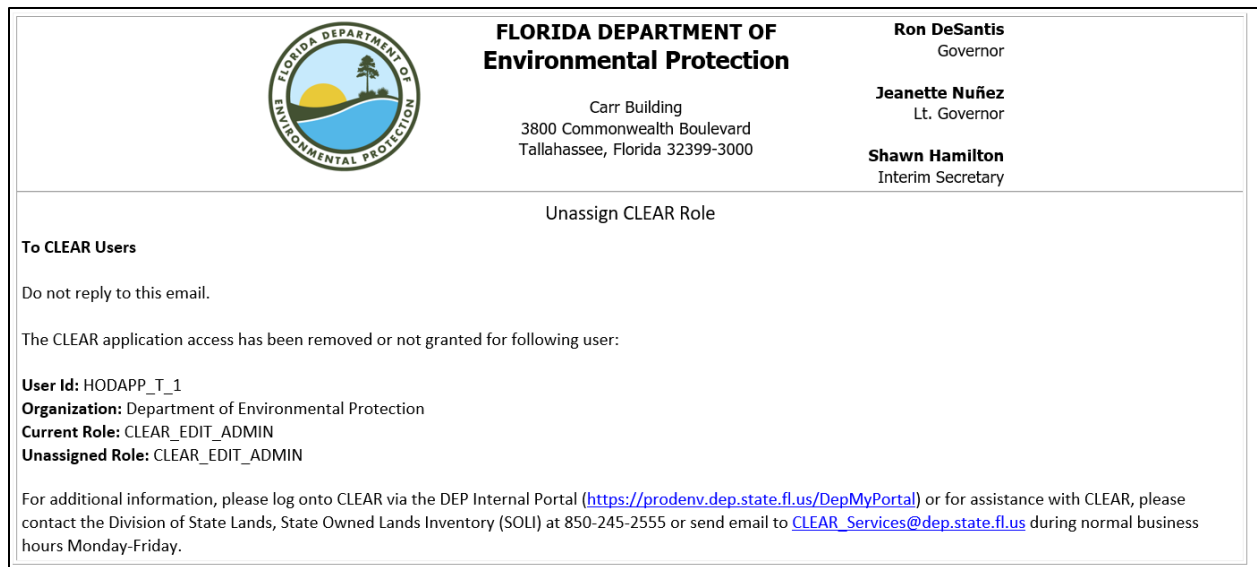 FLORIDA DEPARTMENT OF
ENVIRONMENTAL PROTECTION
FLORIDA DEPARTMENT OF
Environmental Protection
Carr Building
3800 Commonwealth Boulevard
Tallahassee, Florida 32399-3000
Ron DeSantis
Governor
Jeanette Nuñez
Lt. Governor
Shawn Hamilton
Interim Secretary
Unassign CLEAR Role
To CLEAR Users
Do not reply to this email.
The CLEAR application access has been removed or not granted for following user:
User Id: HODAPP_T_1
Organization: Department of Environmental Protection
Current Role: CLEAR_EDIT_ADMIN
Unassigned Role: CLEAR_EDIT_ADMIN
For additional information, please log onto CLEAR via the DEP Internal Portal (https://prodenv.dep.state.fl.us/DepMyPortal) or for assistance with CLEAR, please
contact the Division of State Lands, State Owned Lands Inventory (SOLI) at 850-245-2555 or send email to CLEAR_Services@dep.state.fl.us during normal business
hours Monday-Friday.